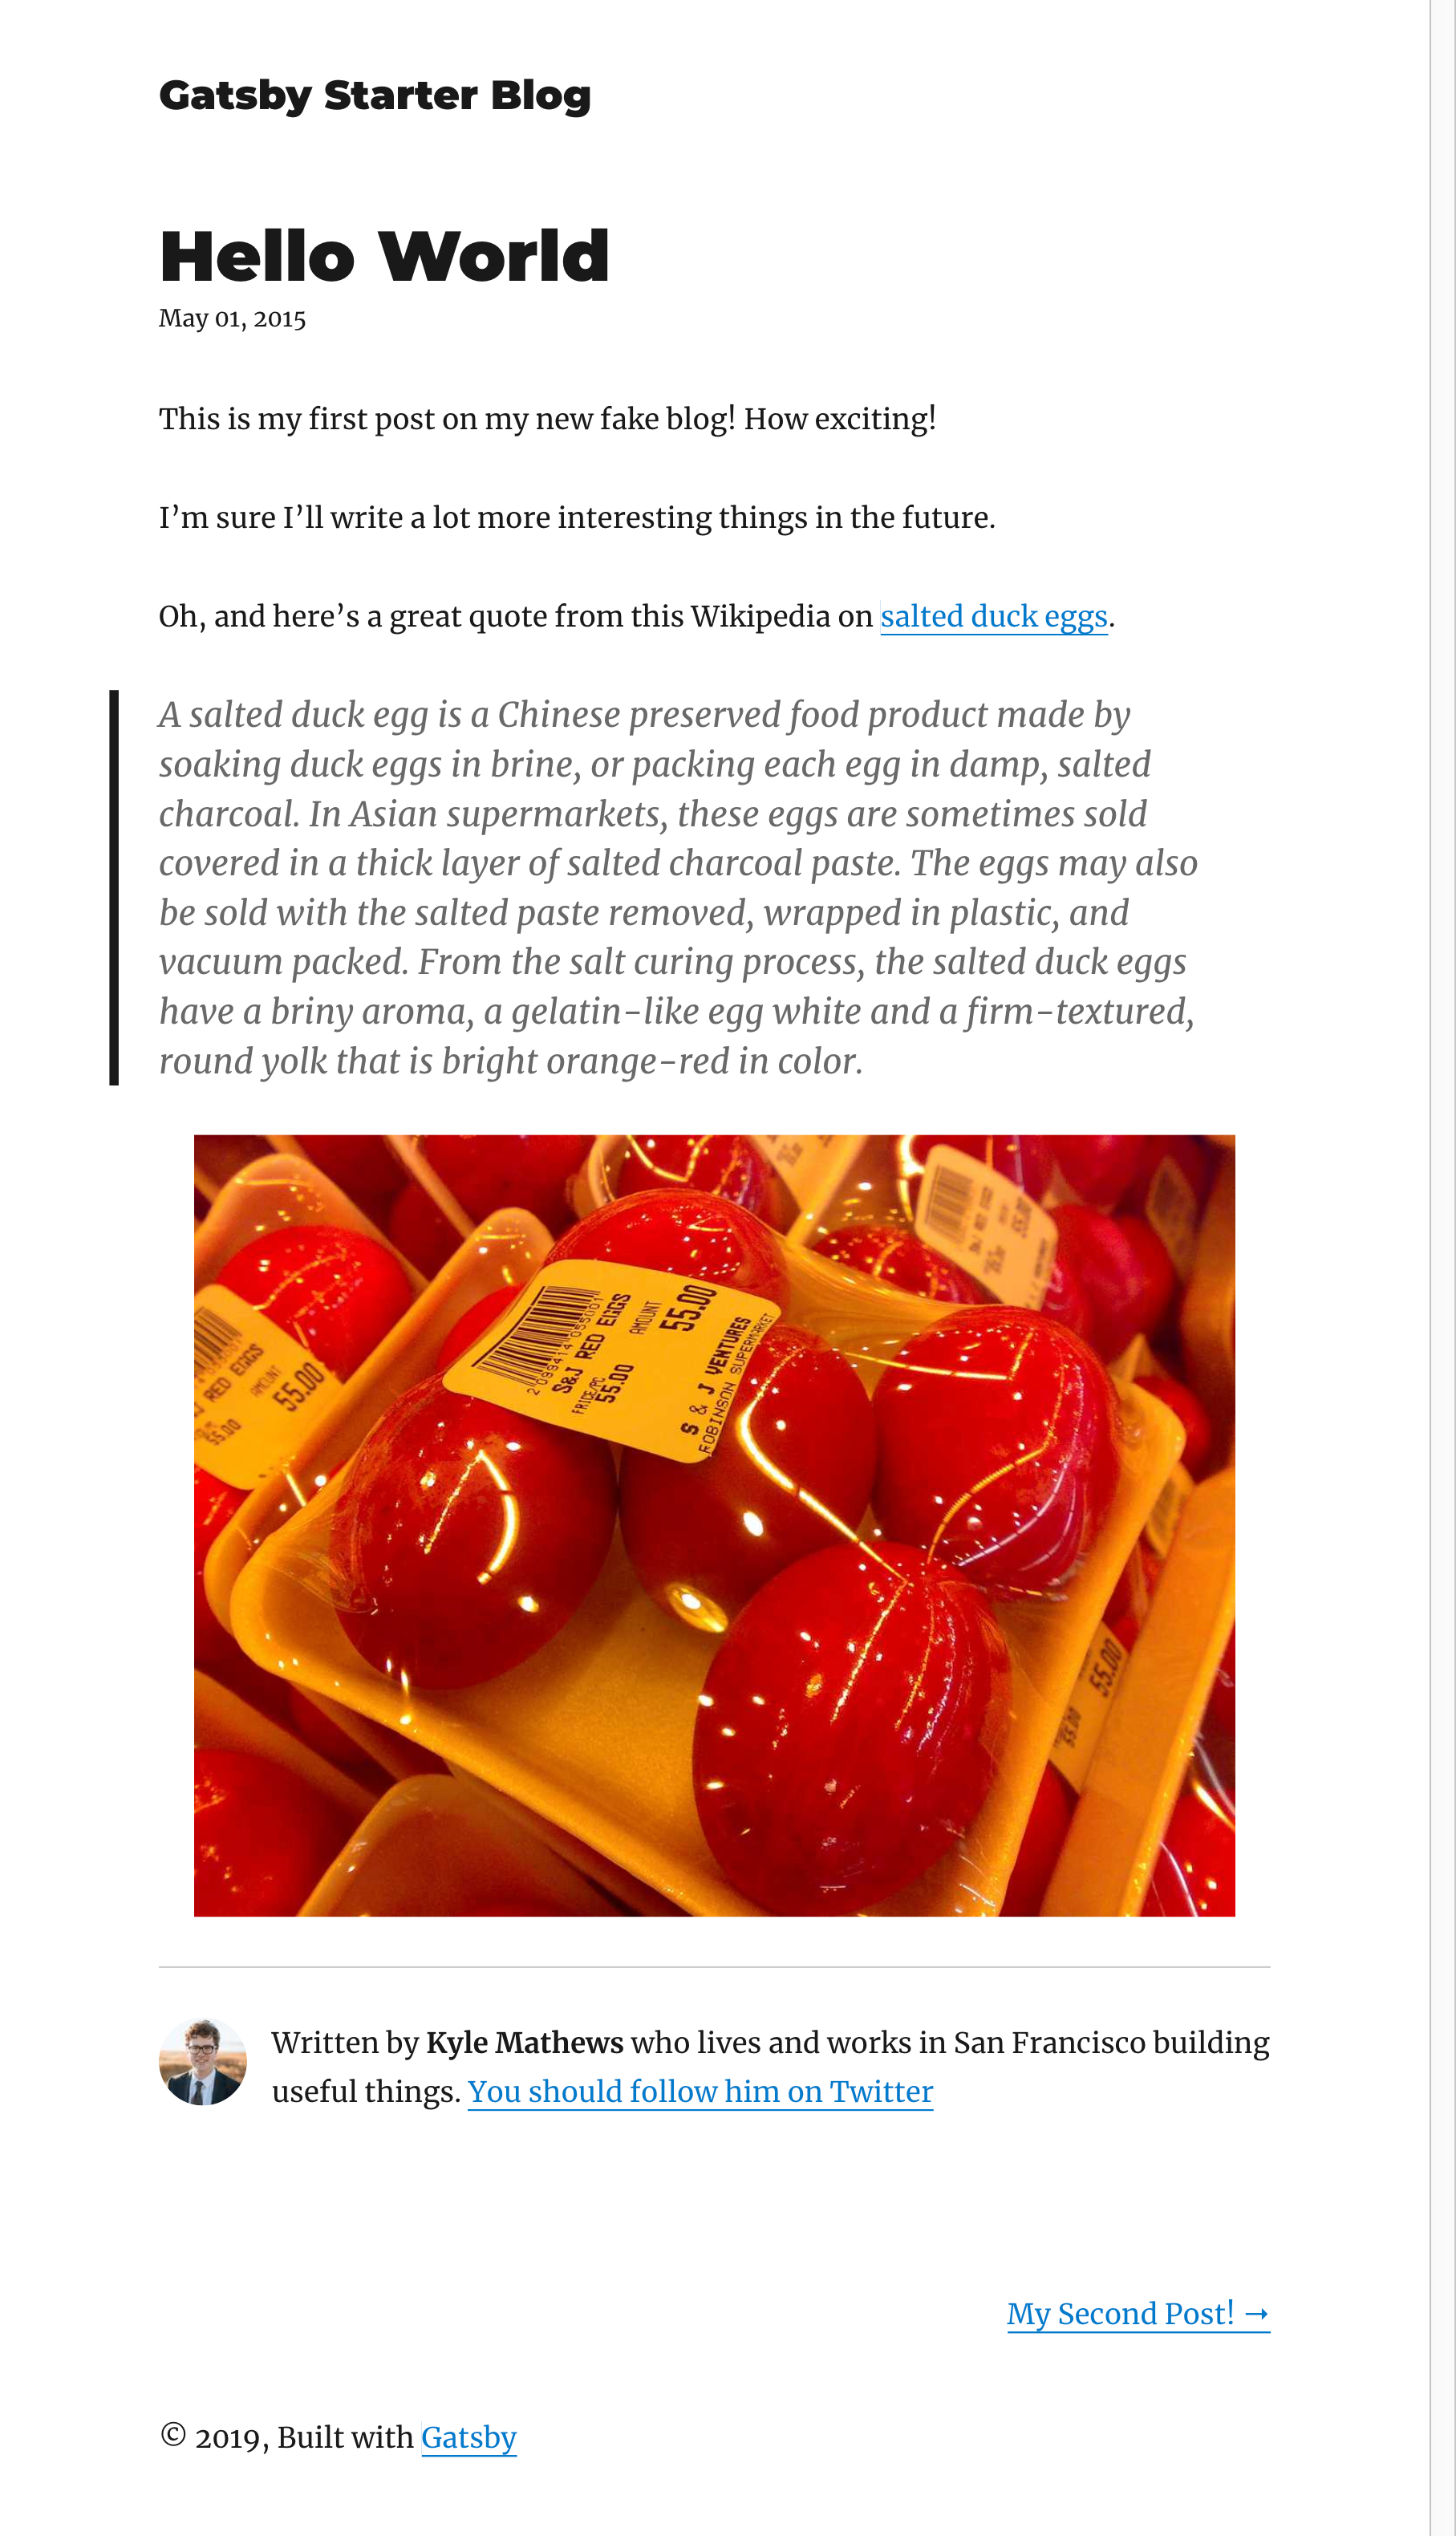 Gatsby Starter Blog
Hello World
May 01, 2015
This is my first post on my new fake blog! How exciting!
I’m sure I’ll write a lot more interesting things in the future.
Oh, and here’s a great quote from this Wikipedia on salted duck eggs.
A salted duck egg is a Chinese preserved food product made by
soaking duck eggs in brine, or packing each egg in damp, salted
charcoal. In Asian supermarkets, these eggs are sometimes sold
covered in a thick layer of salted charcoal paste. The eggs may also
be sold with the salted paste removed, wrapped in plastic, and
vacuum packed. From the salt curing process, the salted duck eggs
have a briny aroma, a gelatin-like egg white and a firm-textured,
round yolk that is bright orange-red in color.
S&J RED EGGS
PRICE/PC AMOUNT
55.00 55.00
S & J VENTURES
ROBINSON SUPERMARKET
J RED EGGS
AMOUNT
55.00 55.00
55.00
55.00
Written by Kyle Mathews who lives and works in San Francisco building
useful things. You should follow him on Twitter
My Second Post! →
© 2019, Built with Gatsby